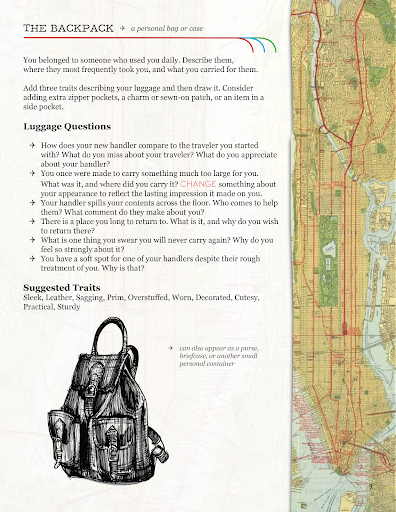 THE BACKPACK ✈ a personal bag or case
You belonged to someone who used you daily. Describe them,
where they most frequently took you, and what you carried for them.
Add three traits describing your luggage and then draw it. Consider
adding extra zipper pockets, a charm or sewn-on patch, or an item in a
side pocket.
Luggage Questions
✈ How does your new handler compare to the traveler you started
with? What do you miss about your traveler? What do you appreciate
about your handler?
✈ You once were made to carry something much too large for you.
What was it, and where did you carry it? CHANGE something about
your appearance to reflect the lasting impression it made on you.
✈ Your handler spills your contents across the floor. Who comes to help
them? What comment do they make about you?
✈ There is a place you long to return to. What is it, and why do you wish
to return there?
✈ What is one thing you swear you will never carry again? Why do you
feel so strongly about it?
✈ You have a soft spot for one of your handlers despite their rough
treatment of you. Why is that?
Suggested Traits
Sleek, Leather, Sagging, Prim, Overstuffed, Worn, Decorated, Cutesy,
Practical, Sturdy
✈ can also appear as a purse,
briefcase, or another small
personal container